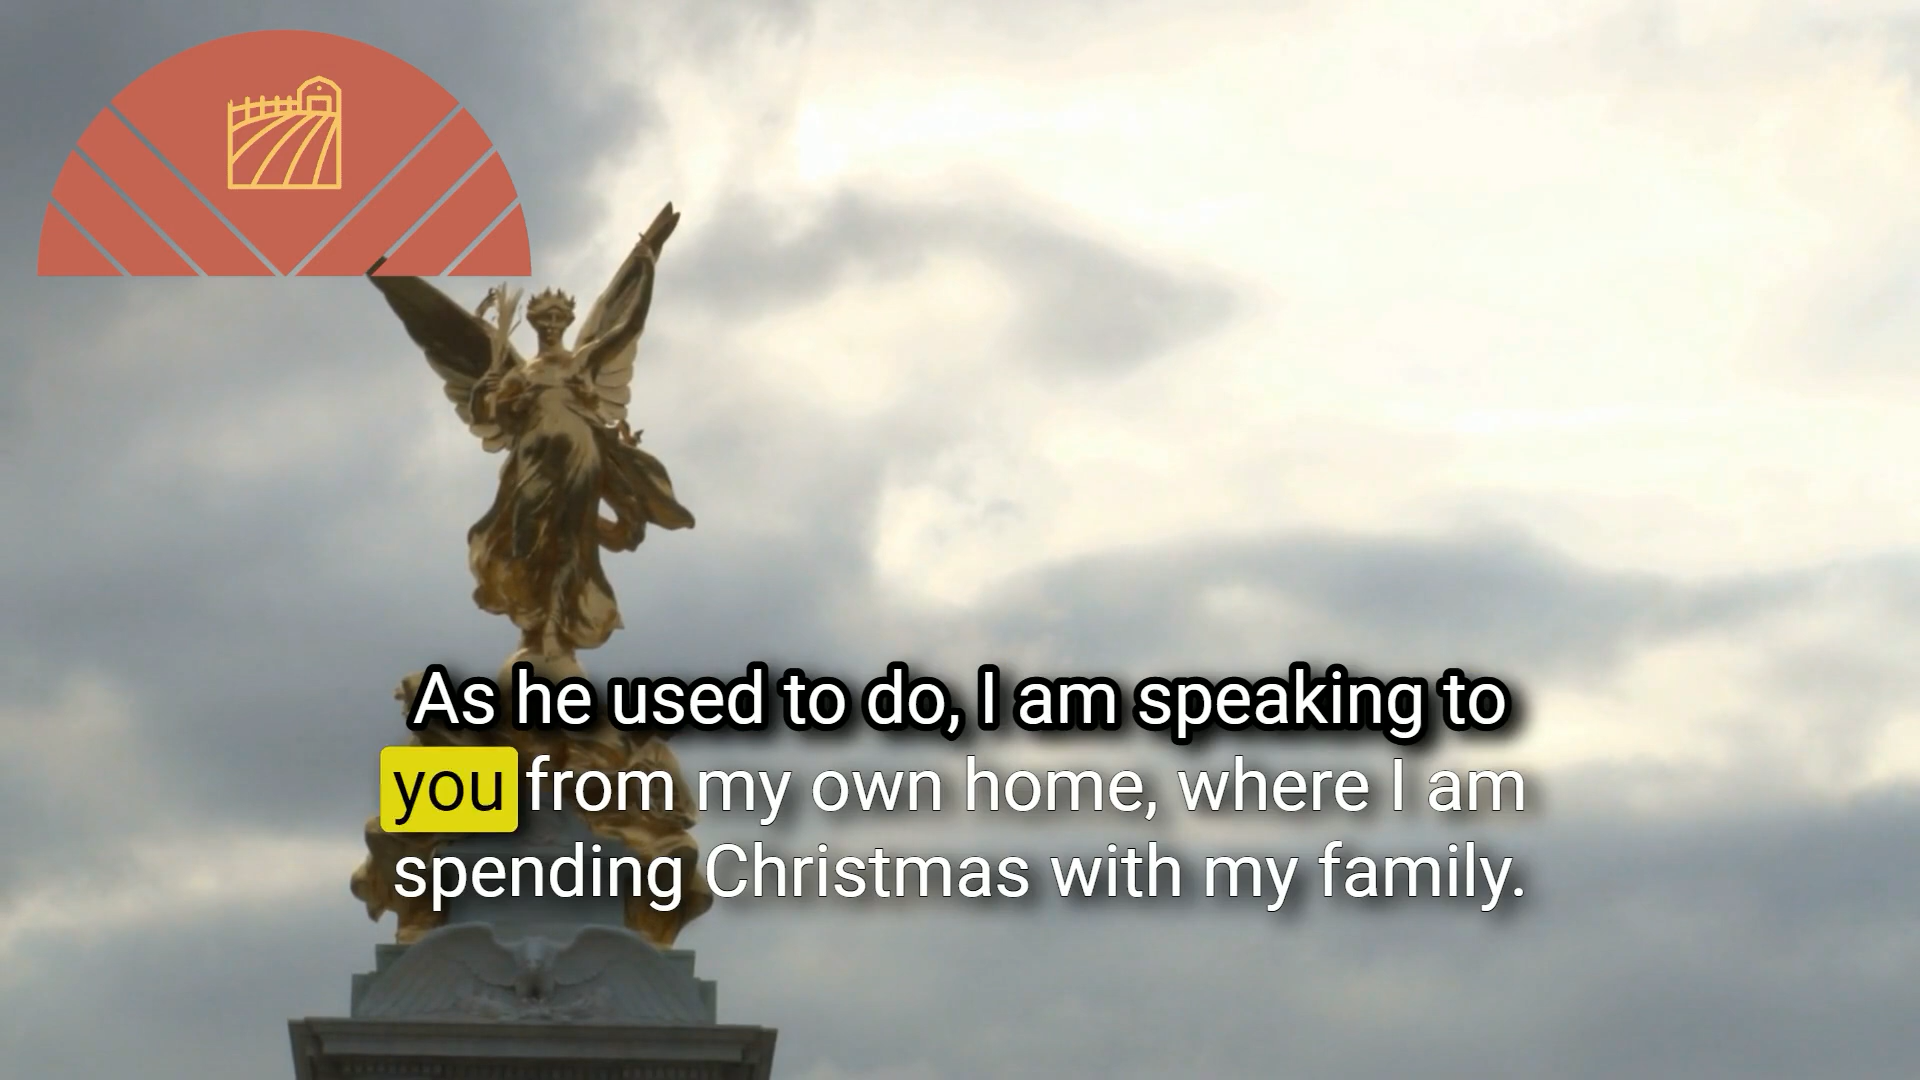 As he used to do, I am speaking to
you from my own home, where I am
spending Christmas with my family.